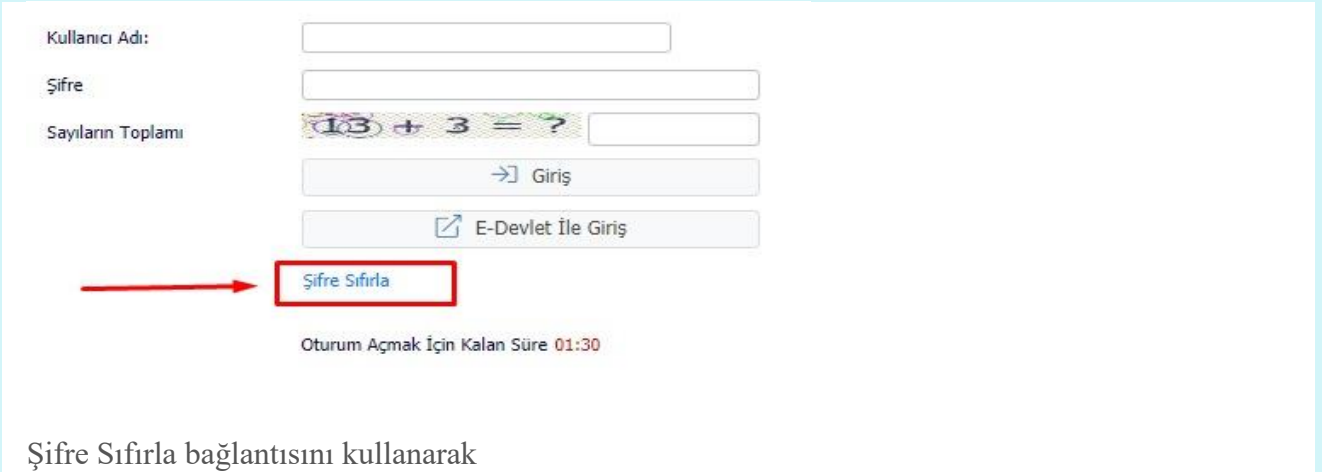 Kullanıcı Adı:
Şifre
Sayıların Toplamı 13 + 3 = ?
Giriş
E-Devlet İle Giriş
Şifre Sıfırla
Oturum Açmak İçin Kalan Süre 01:30
Şifre Sıfırla bağlantısını kullanarak